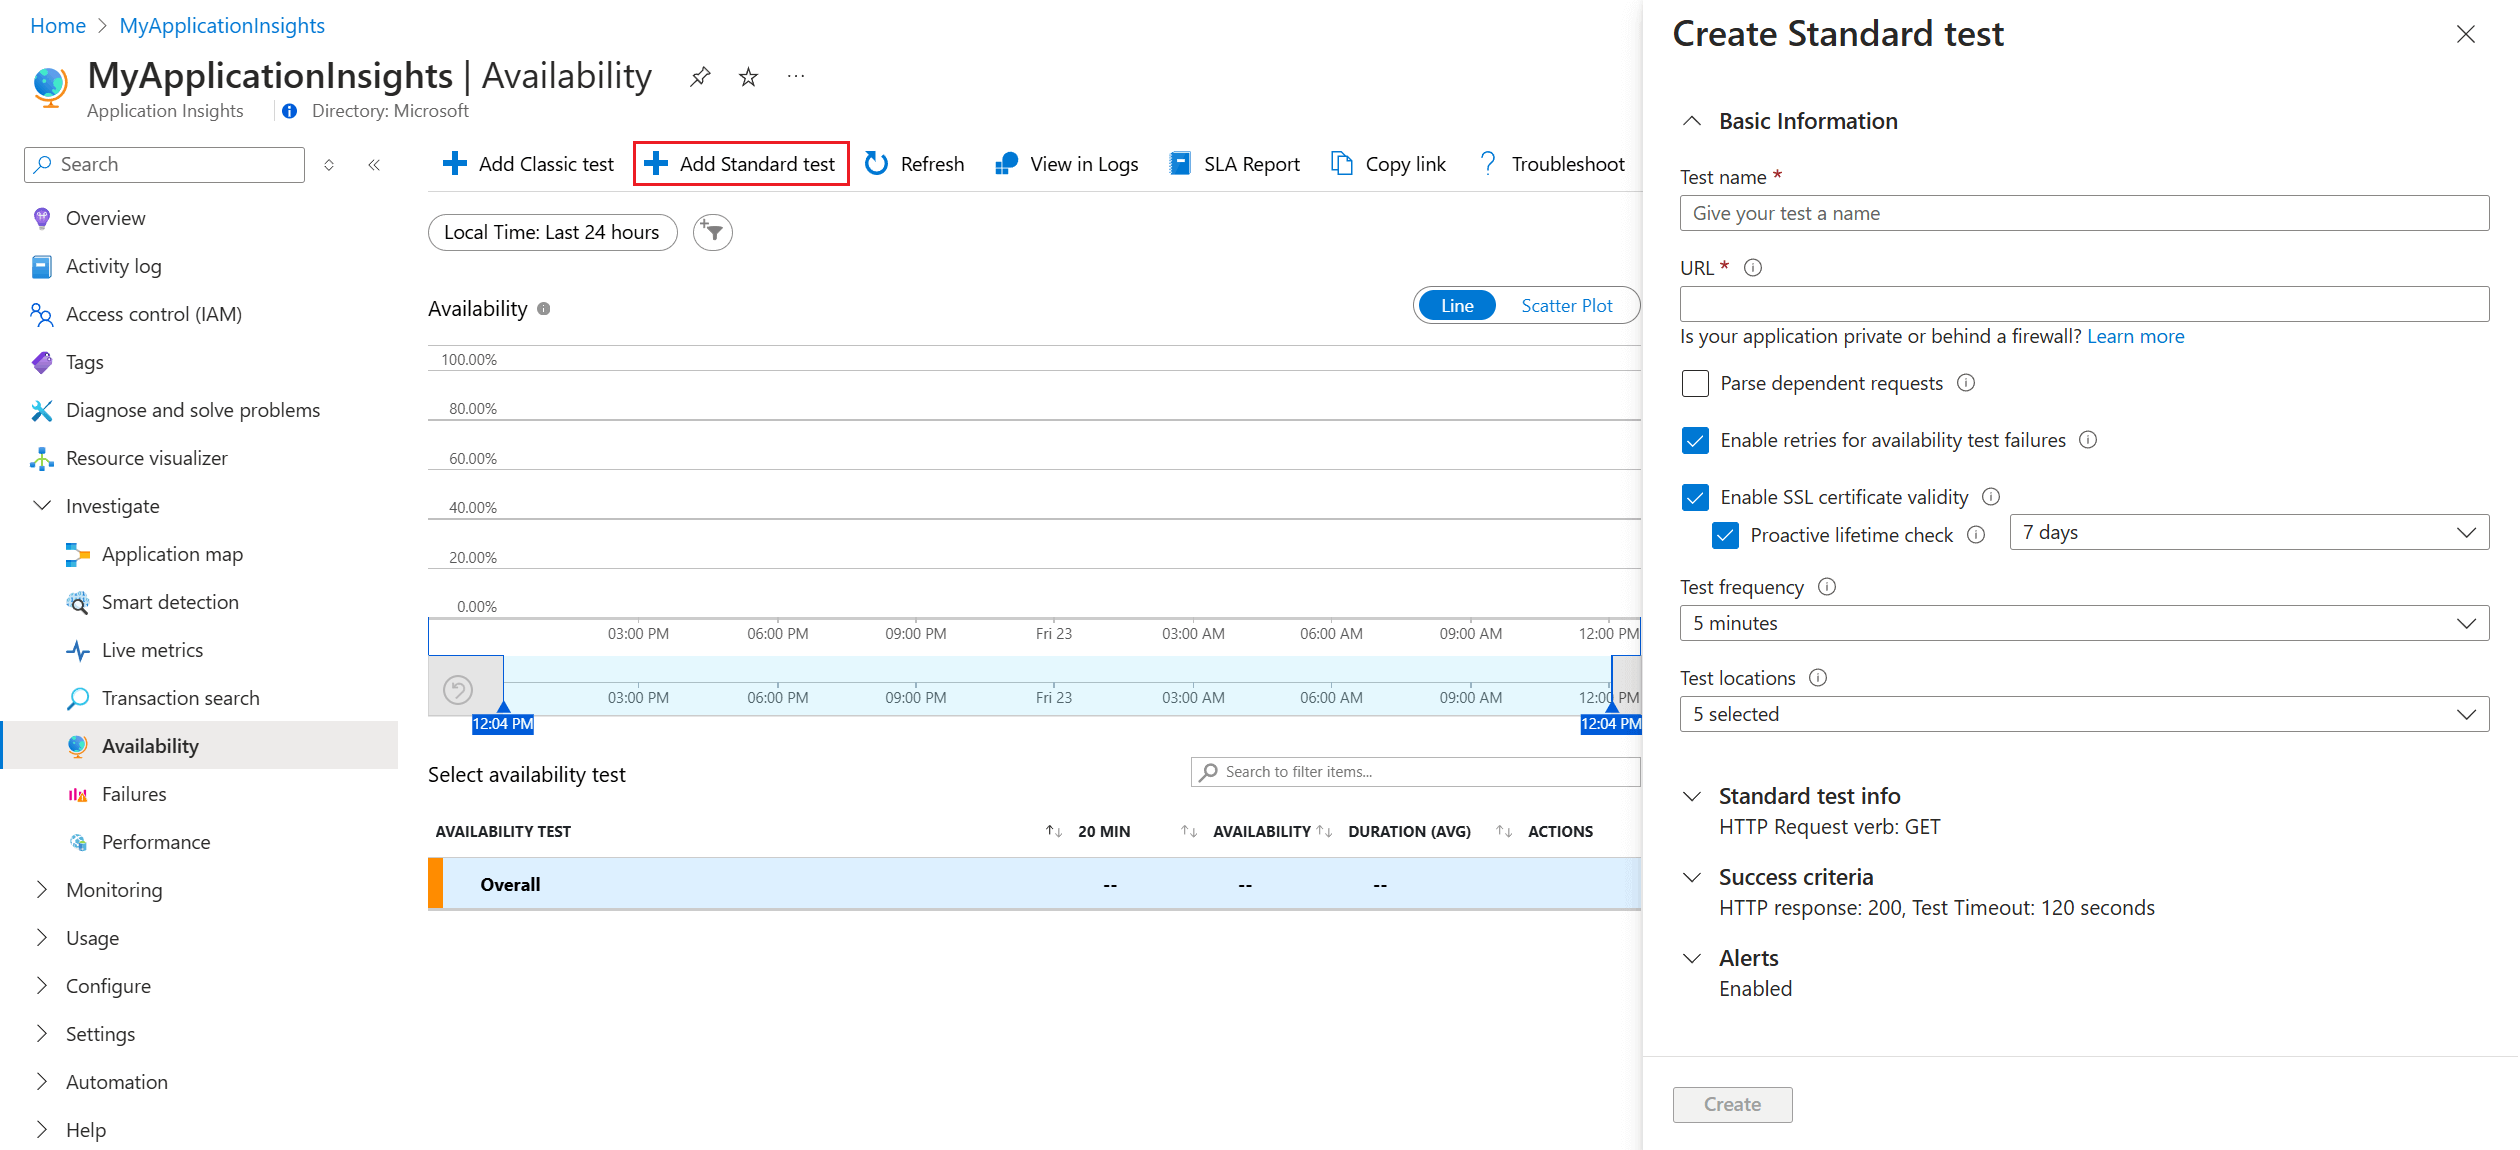 Home > MyApplicationInsights
MyApplicationInsights | Availability ...
Application Insights
Directory: Microsoft
Search
Overview
Activity log
Access control (IAM)
Tags
Diagnose and solve problems
Resource visualizer
Investigate
Application map
Smart detection
Live metrics
Transaction search
Availability
Failures
Performance
Monitoring
Usage
Configure
Settings
Automation
Help
Add Classic test Add Standard test Refresh View in Logs SLA Report Copy link Troubleshoot
Local Time: Last 24 hours
Availability
Line Scatter Plot
100.00%
80.00%
60.00%
40.00%
20.00%
0.00%
03:00 PM 06:00 PM 09:00 PM Fri 23 03:00 AM 06:00 AM 09:00 AM 12:00 PM
03:00 PM 06:00 PM 09:00 PM Fri 23 03:00 AM 06:00 AM 09:00 AM 12:00 PM
12:04 PM 12:04 PM
Select availability test
Search to filter items...
AVAILABILITY TEST 20 MIN AVAILABILITY DURATION (AVG) ACTIONS
Overall -- -- --
Create Standard test
Basic Information
Test name *
Give your test a name
URL *
Is your application private or behind a firewall? Learn more
Parse dependent requests
Enable retries for availability test failures
Enable SSL certificate validity
Proactive lifetime check 7 days
Test frequency
5 minutes
Test locations
5 selected
Standard test info
HTTP Request verb: GET
Success criteria
HTTP response: 200, Test Timeout: 120 seconds
Alerts
Enabled
Create